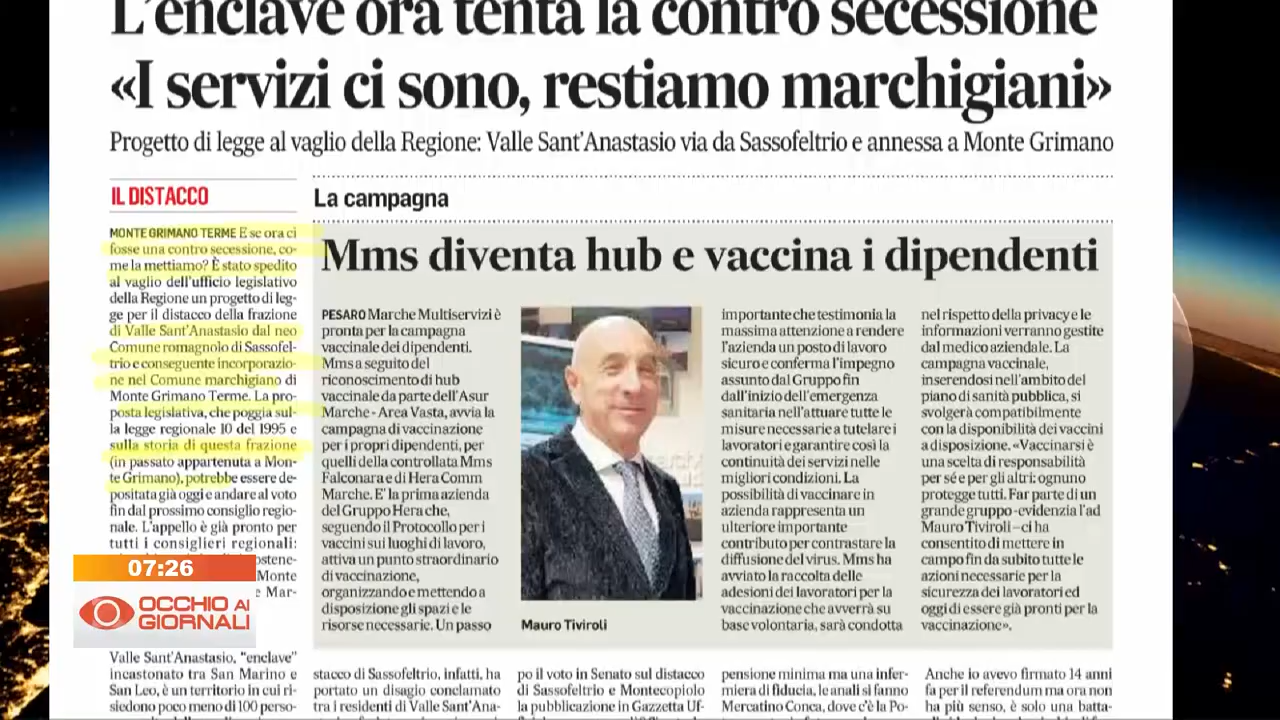 L'enclave ora tenta la contro secessione
«I servizi ci sono, restiamo marchigiani»
Progetto di legge al vaglio della Regione: Valle Sant'Anastasio via da Sassofeltrio e annessa a Monte Grimano
IL DISTACCO
MONTE GRIMANO TERME E se ora ci
fosse una contro secessione, co-
me la mettiamo? È stato spedito
al vaglio dell'ufficio legislativo
della Regione un progetto di leg-
ge per il distacco della frazione
di Valle Sant'Anastasio dal neo
Comune romagnolo di Sassofel-
trio e conseguente incorporazio-
ne nel Comune marchigiano di
Monte Grimano Terme. La pro-
posta legislativa, che poggia sul-
la legge regionale 10 del 1995 e
sulla storia di questa frazione
(in passato appartenuta a Mon-
te Grimano), potrebbe essere de-
positata già oggi e andare al voto
fin dal prossimo consiglio regio-
nale. L'appello è già pronto per
tutti i consiglieri regionali:
ostene-
Monte
e Mar-
07:26
OCCHIO AI
GIORNALI
Valle Sant'Anastasio, "enclave"
incastonato tra San Marino e
San Leo, è un territorio in cui ri-
siedono poco meno di 100 perso-
La campagna
Mms diventa hub e vaccina i dipendenti
PESARO Marche Multiservizi è
pronta per la campagna
vaccinale dei dipendenti.
Mms a seguito del
riconoscimento di hub
vaccinale da parte dell'Asur
Marche - Area Vasta, avvia la
campagna di vaccinazione
per i propri dipendenti, per
quelli della controllata Mms
Falconara e di Hera Comm
Marche. E' la prima azienda
del Gruppo Hera che,
seguendo il Protocollo per i
vaccini sui luoghi di lavoro,
attiva un punto straordinario
di vaccinazione,
organizzando e mettendo a
disposizione gli spazi e le
risorse necessarie. Un passo
Mauro Tiviroli
importante che testimonia la
massima attenzione a rendere
l'azienda un posto di lavoro
sicuro e conferma l'impegno
assunto dal Gruppo fin
dall'inizio dell'emergenza
sanitaria nell'attuare tutte le
misure necessarie a tutelare i
lavoratori e garantire così la
continuità dei servizi nelle
migliori condizioni. La
possibilità di vaccinare in
azienda rappresenta un
ulteriore importante
contributo per contrastare la
diffusione del virus. Mms ha
avviato la raccolta delle
adesioni dei lavoratori per la
vaccinazione che avverrà su
base volontaria, sarà condotta
nel rispetto della privacy e le
informazioni verranno gestite
dal medico aziendale. La
campagna vaccinale,
inserendosi nell'ambito del
piano di sanità pubblica, si
svolgerà compatibilmente
con la disponibilità dei vaccini
a disposizione. «Vaccinarsi è
una scelta di responsabilità
per sé e per gli altri: ognuno
protegge tutti. Far parte di un
grande gruppo -evidenzia l'ad
Mauro Tiviroli – ci ha
consentito di mettere in
campo fin da subito tutte le
azioni necessarie per la
sicurezza dei lavoratori ed
oggi di essere già pronti per la
vaccinazione».
stacco di Sassofeltrio, infatti, ha
portato un disagio conclamato
tra i residenti di Valle Sant'Ana-
po il voto in Senato sul distacco
di Sassofeltrio e Montecopiolo
la pubblicazione in Gazzetta Uf-
pensione minima ma una infer-
miera di fiducia, le anali si fanno
Mercatino Conca, dove c'è la Po-
Anche io avevo firmato 14 anni
fa per il referendum ma ora non
ha più senso, è solo una batta-